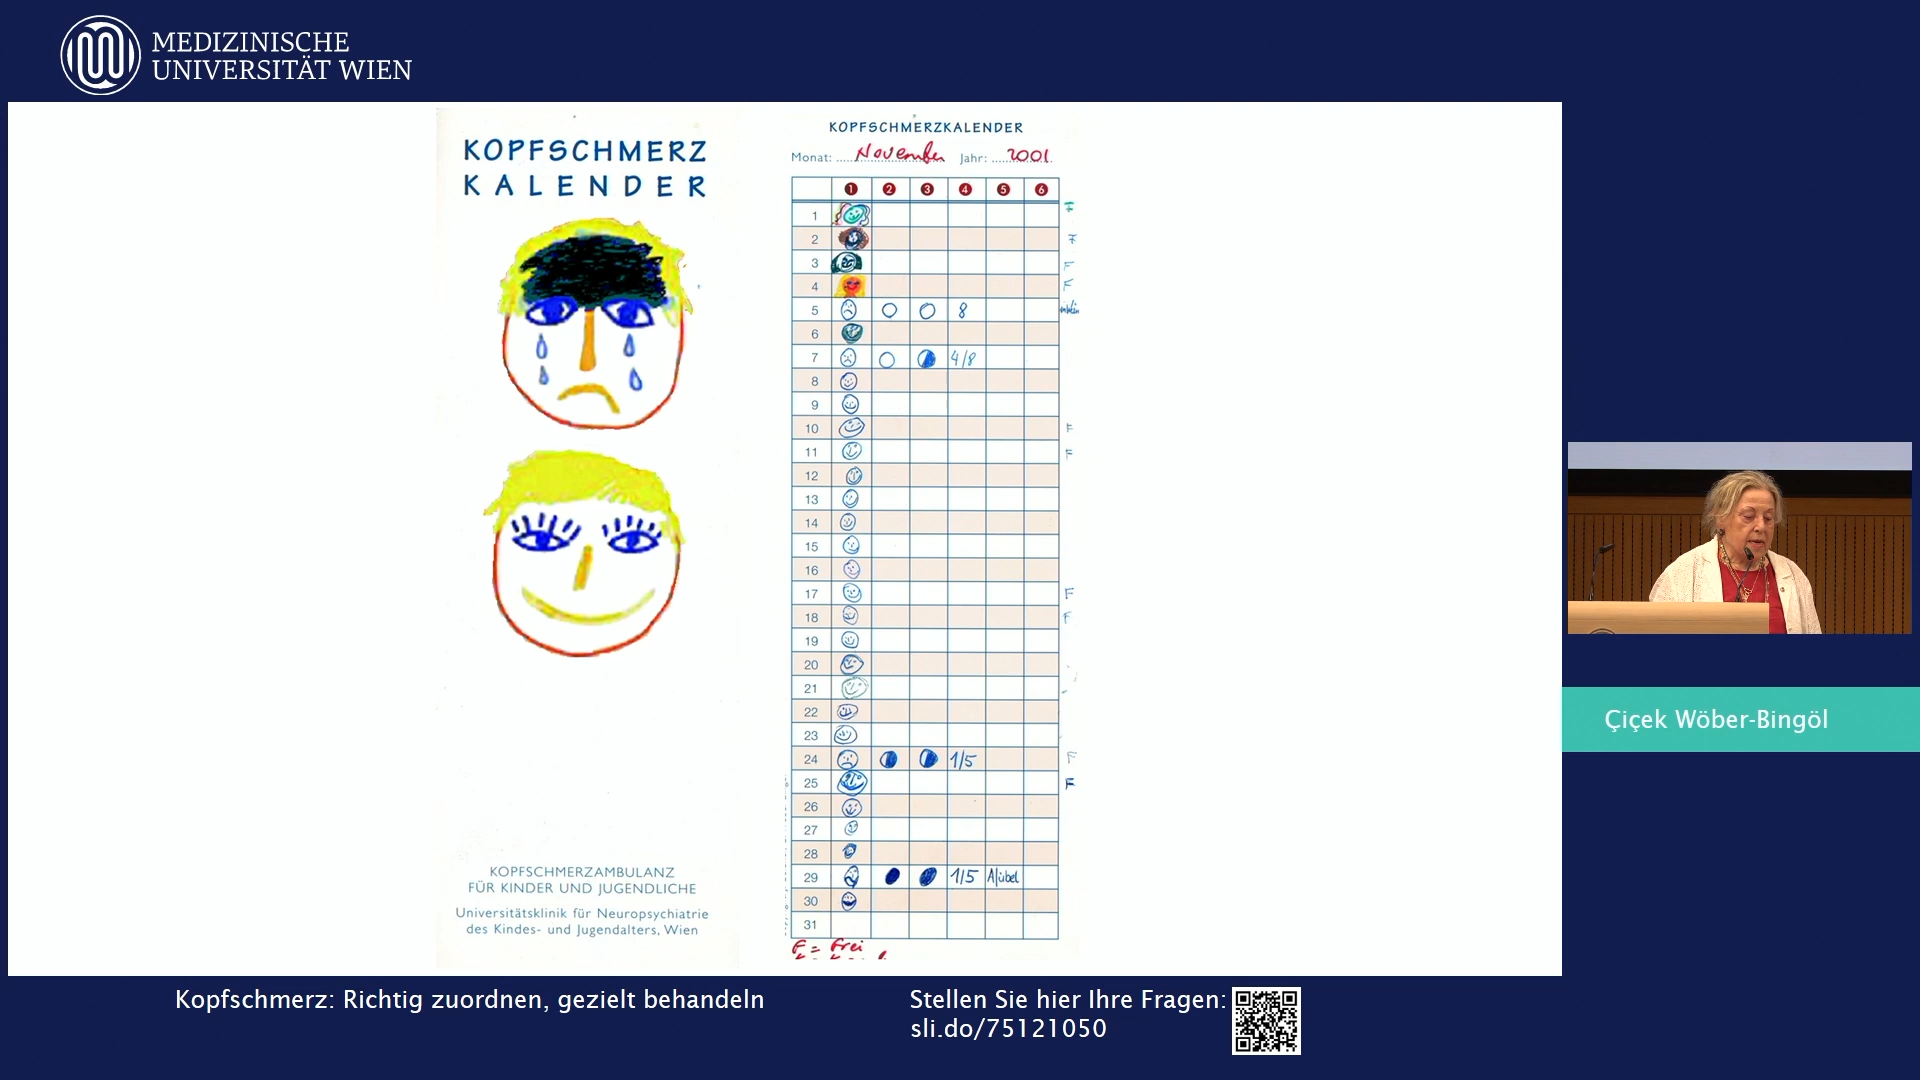 MEDIZINISCHE
UNIVERSITÄT WIEN
KOPFSCHMERZ
KALENDER
KOPFSCHMERZAMBULANZ
FÜR KINDER UND JUGENDLICHE
Universitätsklinik für Neuropsychiatrie
des Kindes- und Jugendalters, Wien
KOPFSCHMERZKALENDER
Monat: November Jahr: 2001
1 2 3 4 5 6
1 F
2 F
3 F
4 F
5 8
6
7 4/8
8
9
10 F
11 F
12
13
14
15
16
17 F
18 F
19
20
21
22
23
24 1/5 F
25 F
26
27
28
29 1/5 A/übel
30
31
F = Frei
Çiçek Wöber-Bingöl
Kopfschmerz: Richtig zuordnen, gezielt behandeln
Stellen Sie hier Ihre Fragen:
sli.do/75121050